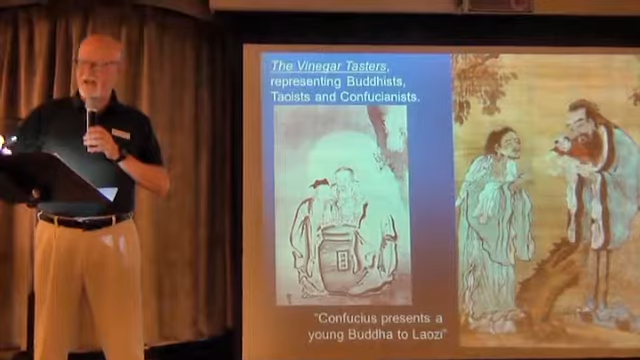 The Vinegar Tasters,
representing Buddhists,
Taoists and Confucianists.
"Confucius presents a
young Buddha to Laozi"